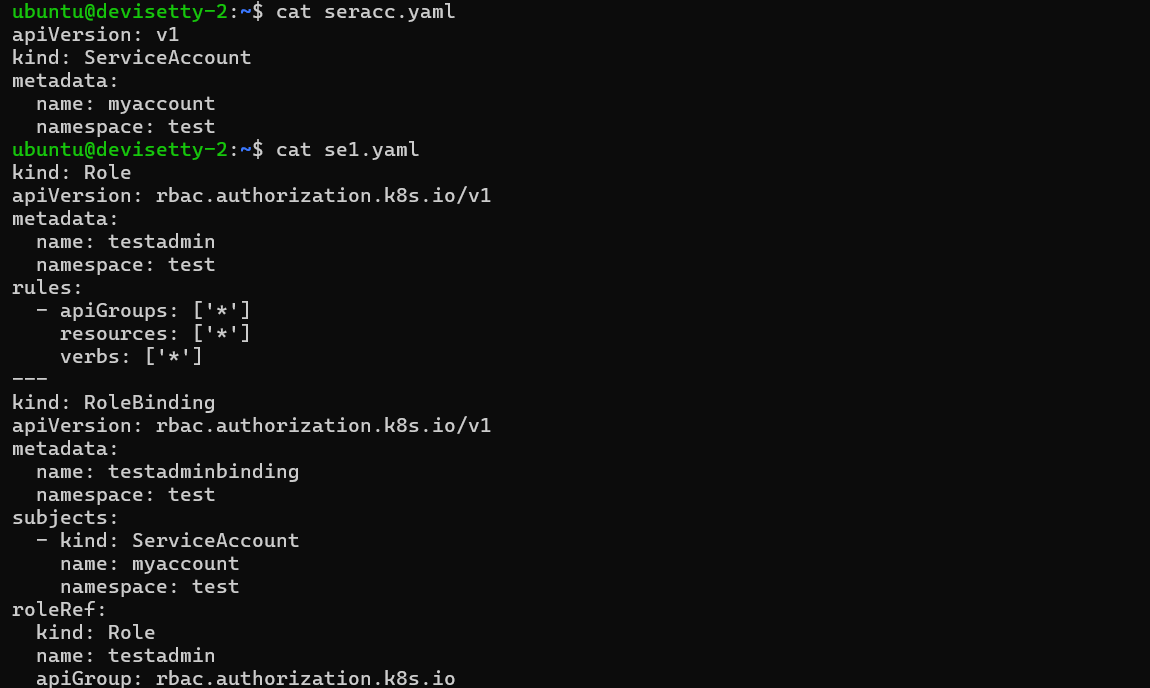 ubuntu@devisetty-2:~$ cat seracc.yaml
apiVersion: v1
kind: ServiceAccount
metadata:
  name: myaccount
  namespace: test
ubuntu@devisetty-2:~$ cat se1.yaml
kind: Role
apiVersion: rbac.authorization.k8s.io/v1
metadata:
  name: testadmin
  namespace: test
rules:
  - apiGroups: ['*']
    resources: ['*']
    verbs: ['*']
---
kind: RoleBinding
apiVersion: rbac.authorization.k8s.io/v1
metadata:
  name: testadminbinding
  namespace: test
subjects:
  - kind: ServiceAccount
    name: myaccount
    namespace: test
roleRef:
  kind: Role
  name: testadmin
  apiGroup: rbac.authorization.k8s.io